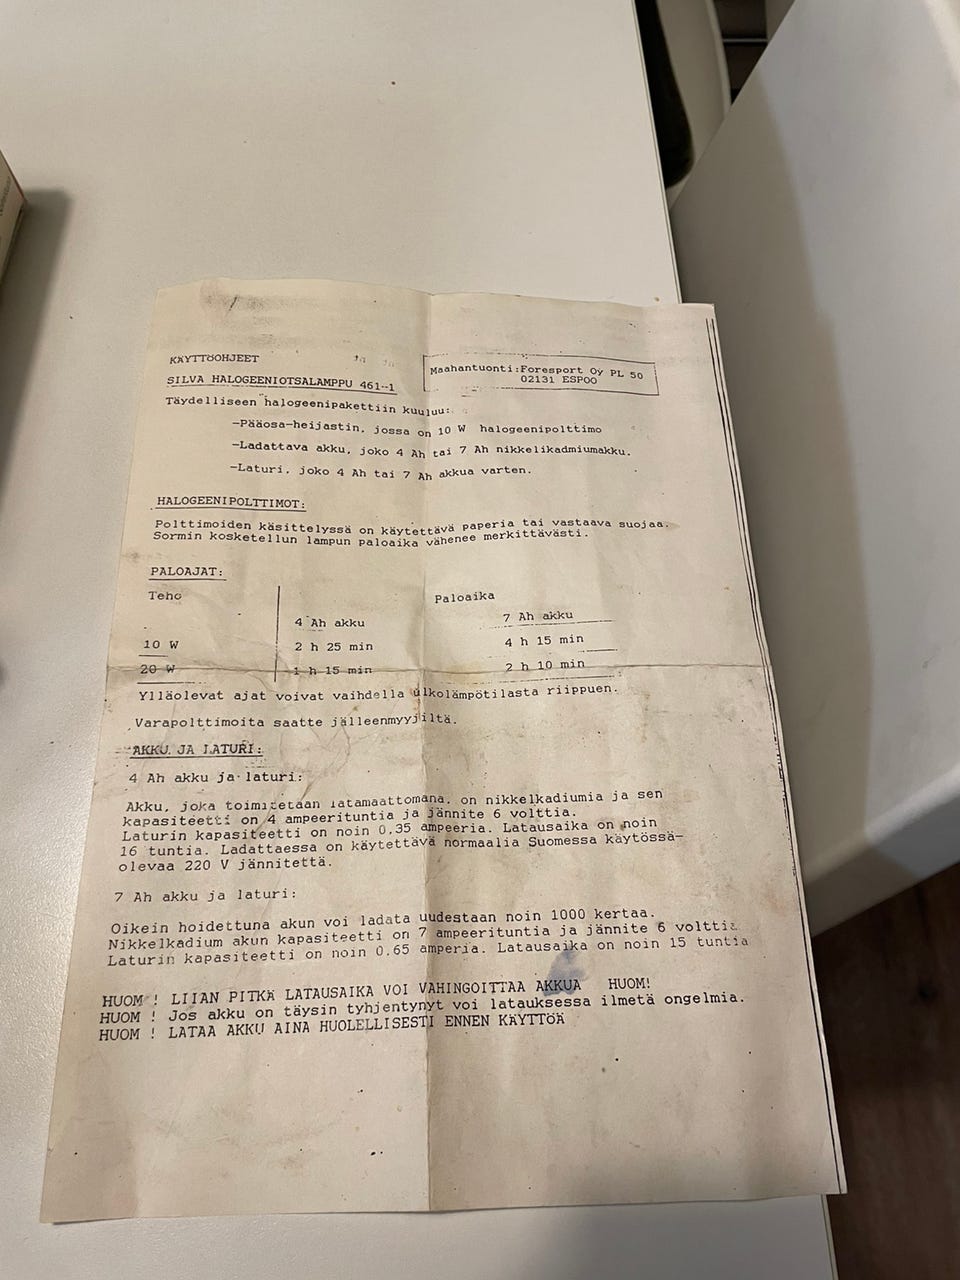 KÄYTTÖOHJEET
SILVA HALOGEENIOTSALAMPPU 461-1
Maahantuonti:Foresport Oy PL 50
02131 ESPOO
Täydelliseen halogeenipakettiin kuuluu:
-Pääosa-heijastin, jossa on 10 W halogeenipolttimo
-Ladattava akku, joko 4 Ah tai 7 Ah nikkelikadmiumakku.
-Laturi, joko 4 Ah tai 7 Ah akkua varten.
HALOGEENIPOLTTIMOT:
Polttimoiden käsittelyssä on käytettävä paperia tai vastaava suojaa.
Sormin kosketellun lampun paloaika vähenee merkittävästi.
PALOAJAT:
Teho Paloaika
4 Ah akku 7 Ah akku
10 W 2 h 25 min 4 h 15 min
20 W 1 h 15 min 2 h 10 min
Ylläolevat ajat voivat vaihdella ulkolämpötilasta riippuen.
Varapolttimoita saatte jälleenmyyjiltä.
AKKU JA LATURI:
4 Ah akku ja laturi:
Akku, joka toimitetaan latamaattomana, on nikkelkadiumia ja sen
kapasiteetti on 4 ampeerituntia ja jännite 6 volttia.
Laturin kapasiteetti on noin 0,35 ampeeria. Latausaika on noin
16 tuntia. Ladattaessa on käytettävä normaalia Suomessa käytössä-
olevaa 220 V jännitettä.
7 Ah akku ja laturi:
Oikein hoidettuna akun voi ladata uudestaan noin 1000 kertaa.
Nikkelkadium akun kapasiteetti on 7 ampeerituntia ja jännite 6 volttia
Laturin kapasiteetti on noin 0.65 amperia. Latausaika on noin 15 tuntia
HUOM ! LIIAN PITKÄ LATAUSAIKA VOI VAHINGOITTAA AKKUA HUOM!
HUOM ! Jos akku on täysin tyhjentynyt voi latauksessa ilmetä ongelmia.
HUOM ! LATAA AKKU AINA HUOLELLISESTI ENNEN KÄYTTÖÄ